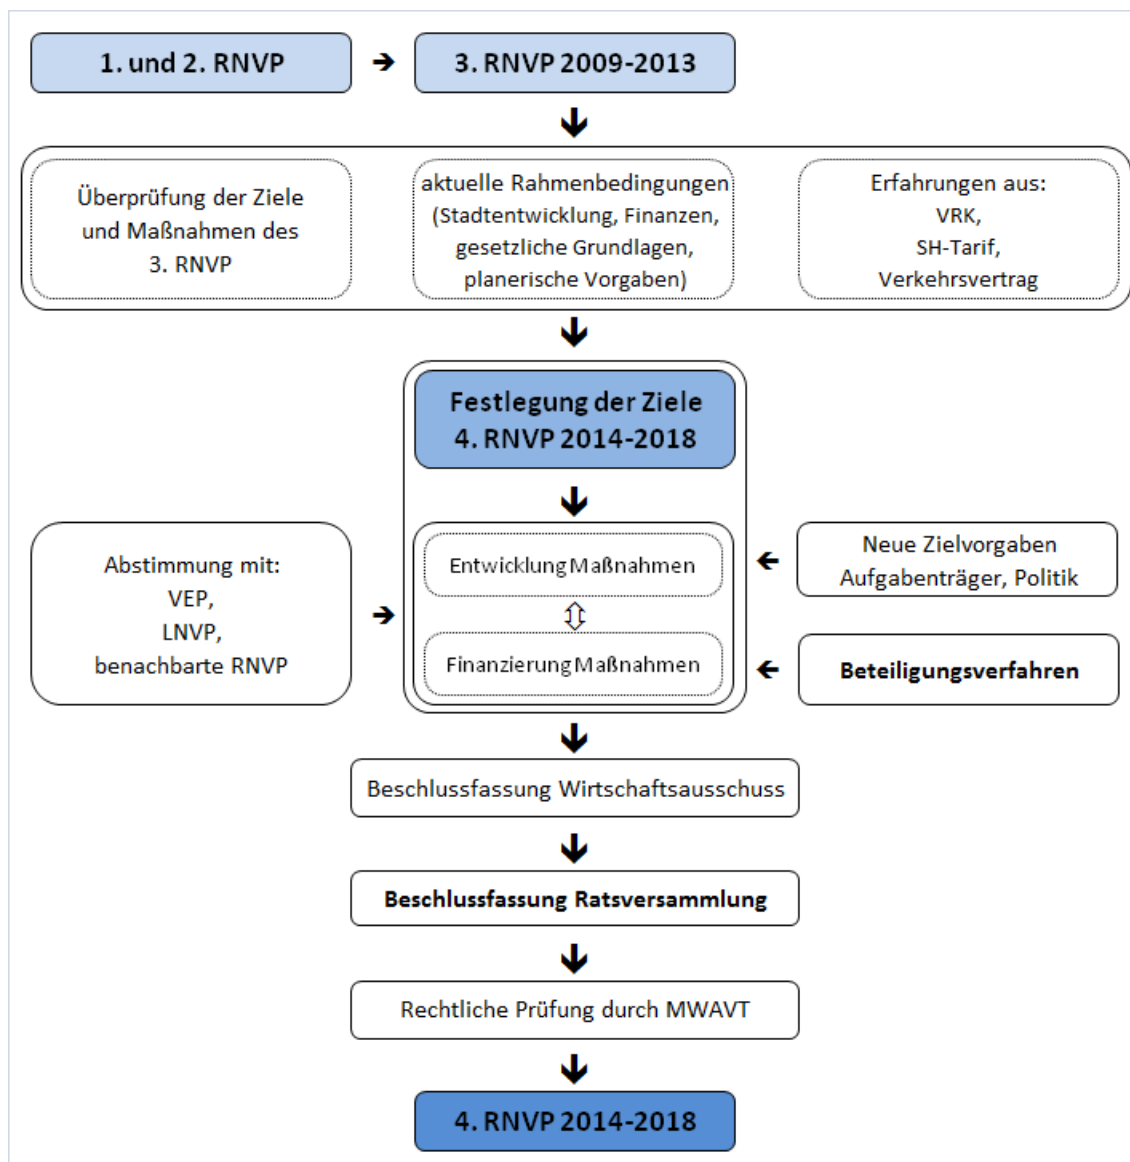 1. und 2. RNVP
3. RNVP 2009-2013
Überprüfung der Ziele
und Maßnahmen des
3. RNVP
aktuelle Rahmenbedingungen
(Stadtentwicklung, Finanzen,
gesetzliche Grundlagen,
planerische Vorgaben)
Erfahrungen aus:
VRK,
SH-Tarif,
Verkehrsvertrag
Festlegung der Ziele
4. RNVP 2014-2018
Abstimmung mit:
VEP,
LNVP,
benachbarte RNVP
Entwicklung Maßnahmen
Finanzierung Maßnahmen
Neue Zielvorgaben
Aufgabenträger, Politik
Beteiligungsverfahren
Beschlussfassung Wirtschaftsausschuss
Beschlussfassung Ratsversammlung
Rechtliche Prüfung durch MWAVT
4. RNVP 2014-2018